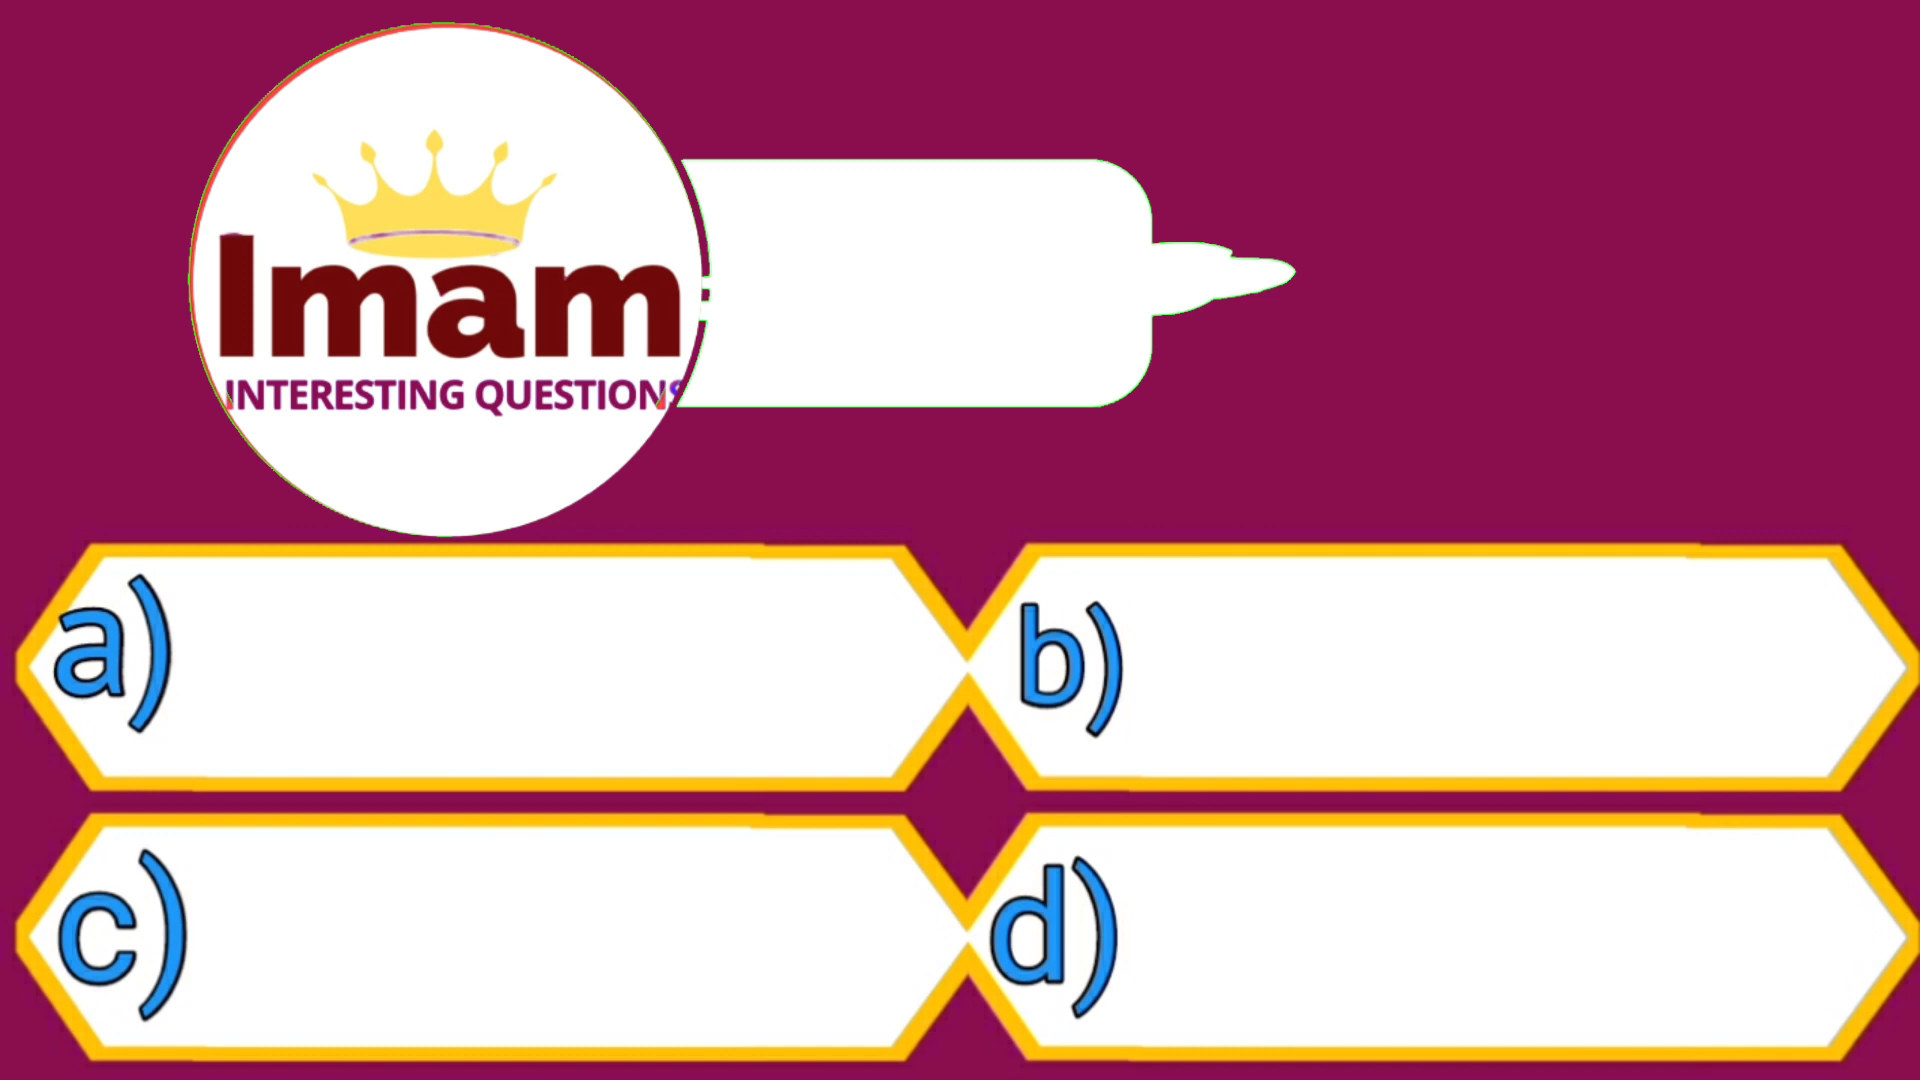 Imam
INTERESTING QUESTIONS
a)
b)
c)
d)